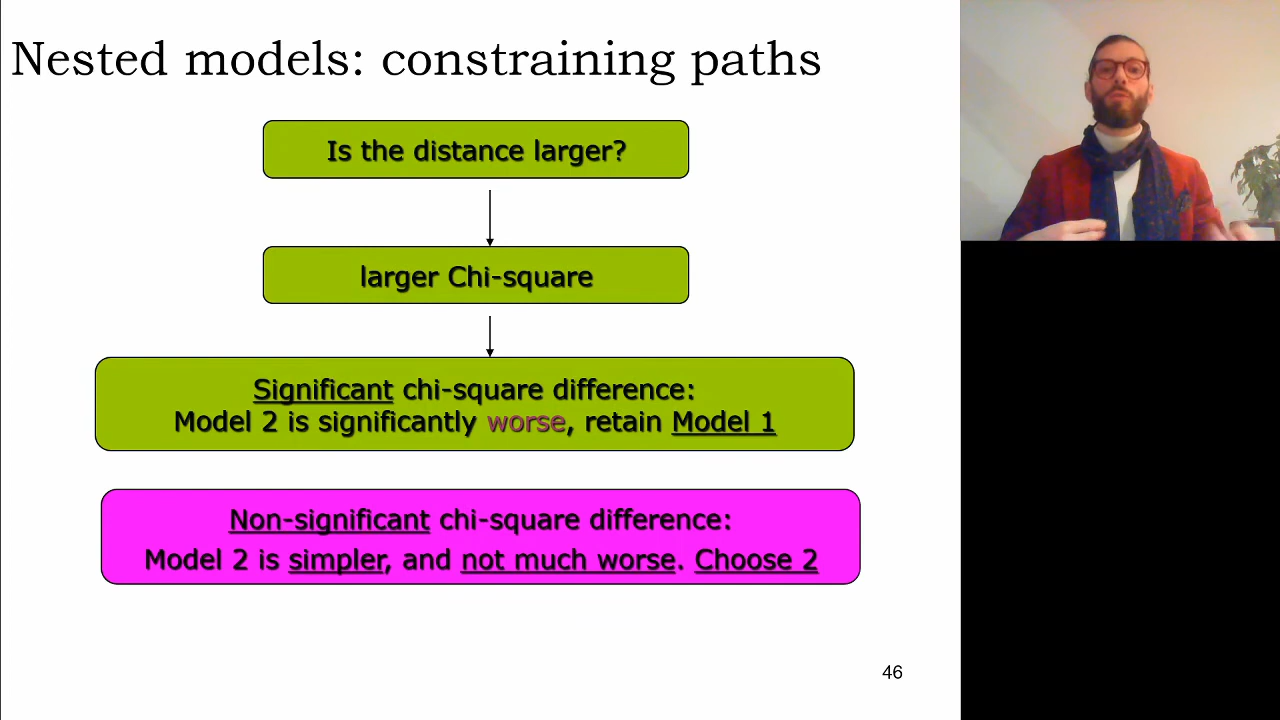 Nested models: constraining paths
Is the distance larger?
larger Chi-square
Significant chi-square difference:
Model 2 is significantly worse, retain Model 1
Non-significant chi-square difference:
Model 2 is simpler, and not much worse. Choose 2
46